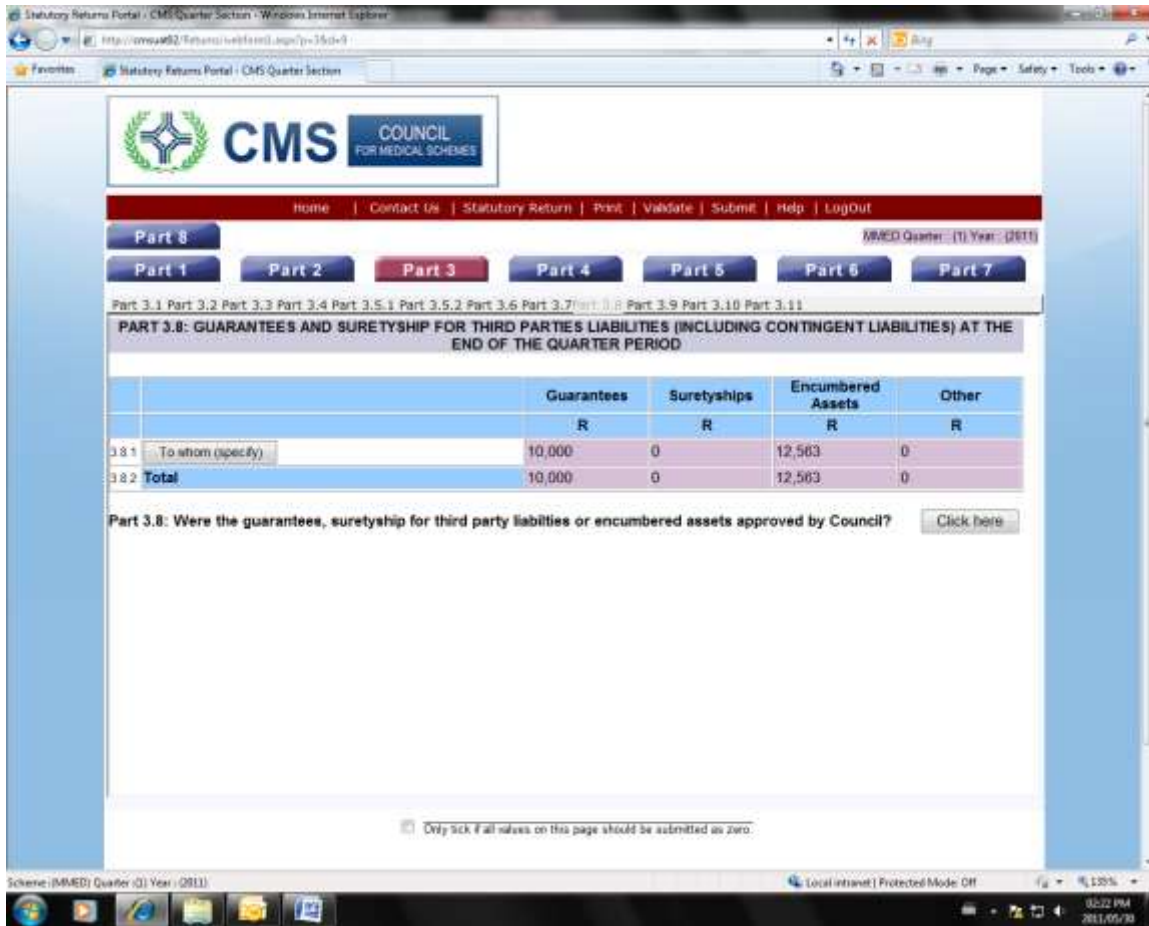 Statutory Returns Portal - CMS Quarter Section - Windows Internet Explorer
Bing
Favorites Statutory Returns Portal - CMS Quarter Section Page Safety Tools
CMS COUNCIL
FOR MEDICAL SCHEMES
Home | Contact Us | Statutory Return | Print | Validate | Submit | Help | LogOut
Part 8 MMED Quarter : (1) Year : (2011)
Part 1 Part 2 Part 3 Part 4 Part 5 Part 6 Part 7
Part 3.1 Part 3.2 Part 3.3 Part 3.4 Part 3.5.1 Part 3.5.2 Part 3.6 Part 3.7 Part 3.8 Part 3.9 Part 3.10 Part 3.11
PART 3.8: GUARANTEES AND SURETYSHIP FOR THIRD PARTIES LIABILITIES (INCLUDING CONTINGENT LIABILITIES) AT THE
END OF THE QUARTER PERIOD
Guarantees Suretyships Encumbered Assets Other
R R R R
3.8.1 To whom (specify) 10,000 0 12,563 0
3.8.2 Total 10,000 0 12,563 0
Part 3.8: Were the guarantees, suretyship for third party liabilties or encumbered assets approved by Council? Click here
Only tick if all values on this page should be submitted as zero.
Scheme :(MMED) Quarter :(1) Year : (2011) Local intranet | Protected Mode: Off 135%
02:22 PM
2011/05/30